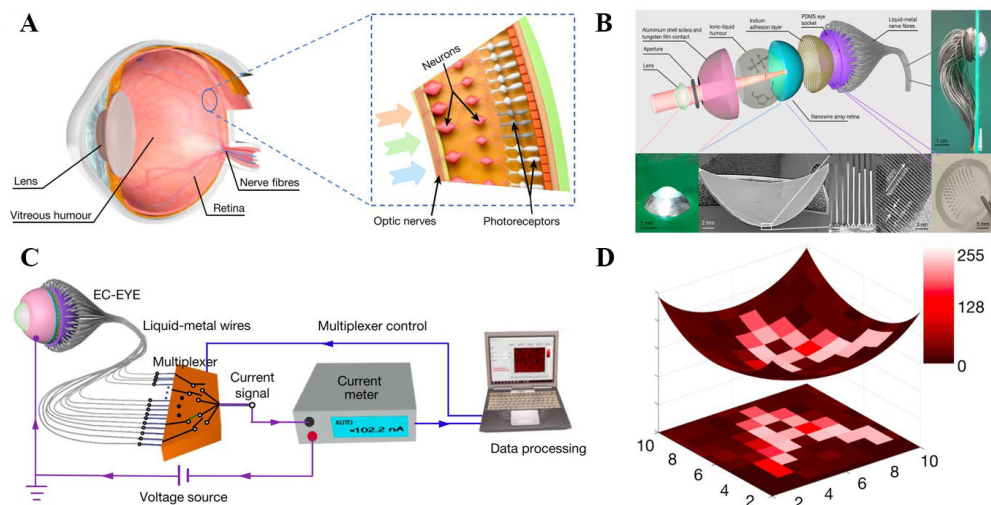 A
Neurons
Lens
Vitreous humour
Retina
Nerve fibres
Optic nerves
Photoreceptors
B
Aluminium shell sclera and
tungsten film contact
Aperture
Lens
Ionic-liquid
humour
Indium
adhesion layer
PDMS eye
socket
Liquid-metal
nerve fibres
Nanowire array retina
1 cm
2 mm
3 nm
5 mm
C
EC-EYE
Liquid-metal wires
Multiplexer
Multiplexer control
Current
signal
Current
meter
AUTO
-102.2 nA
Data processing
Voltage source
D
255
128
0
10
8
6
4
2
2
4
6
8
10